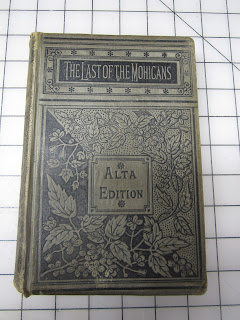 THE LAST OF THE MOHICANS
ALTA
EDITION